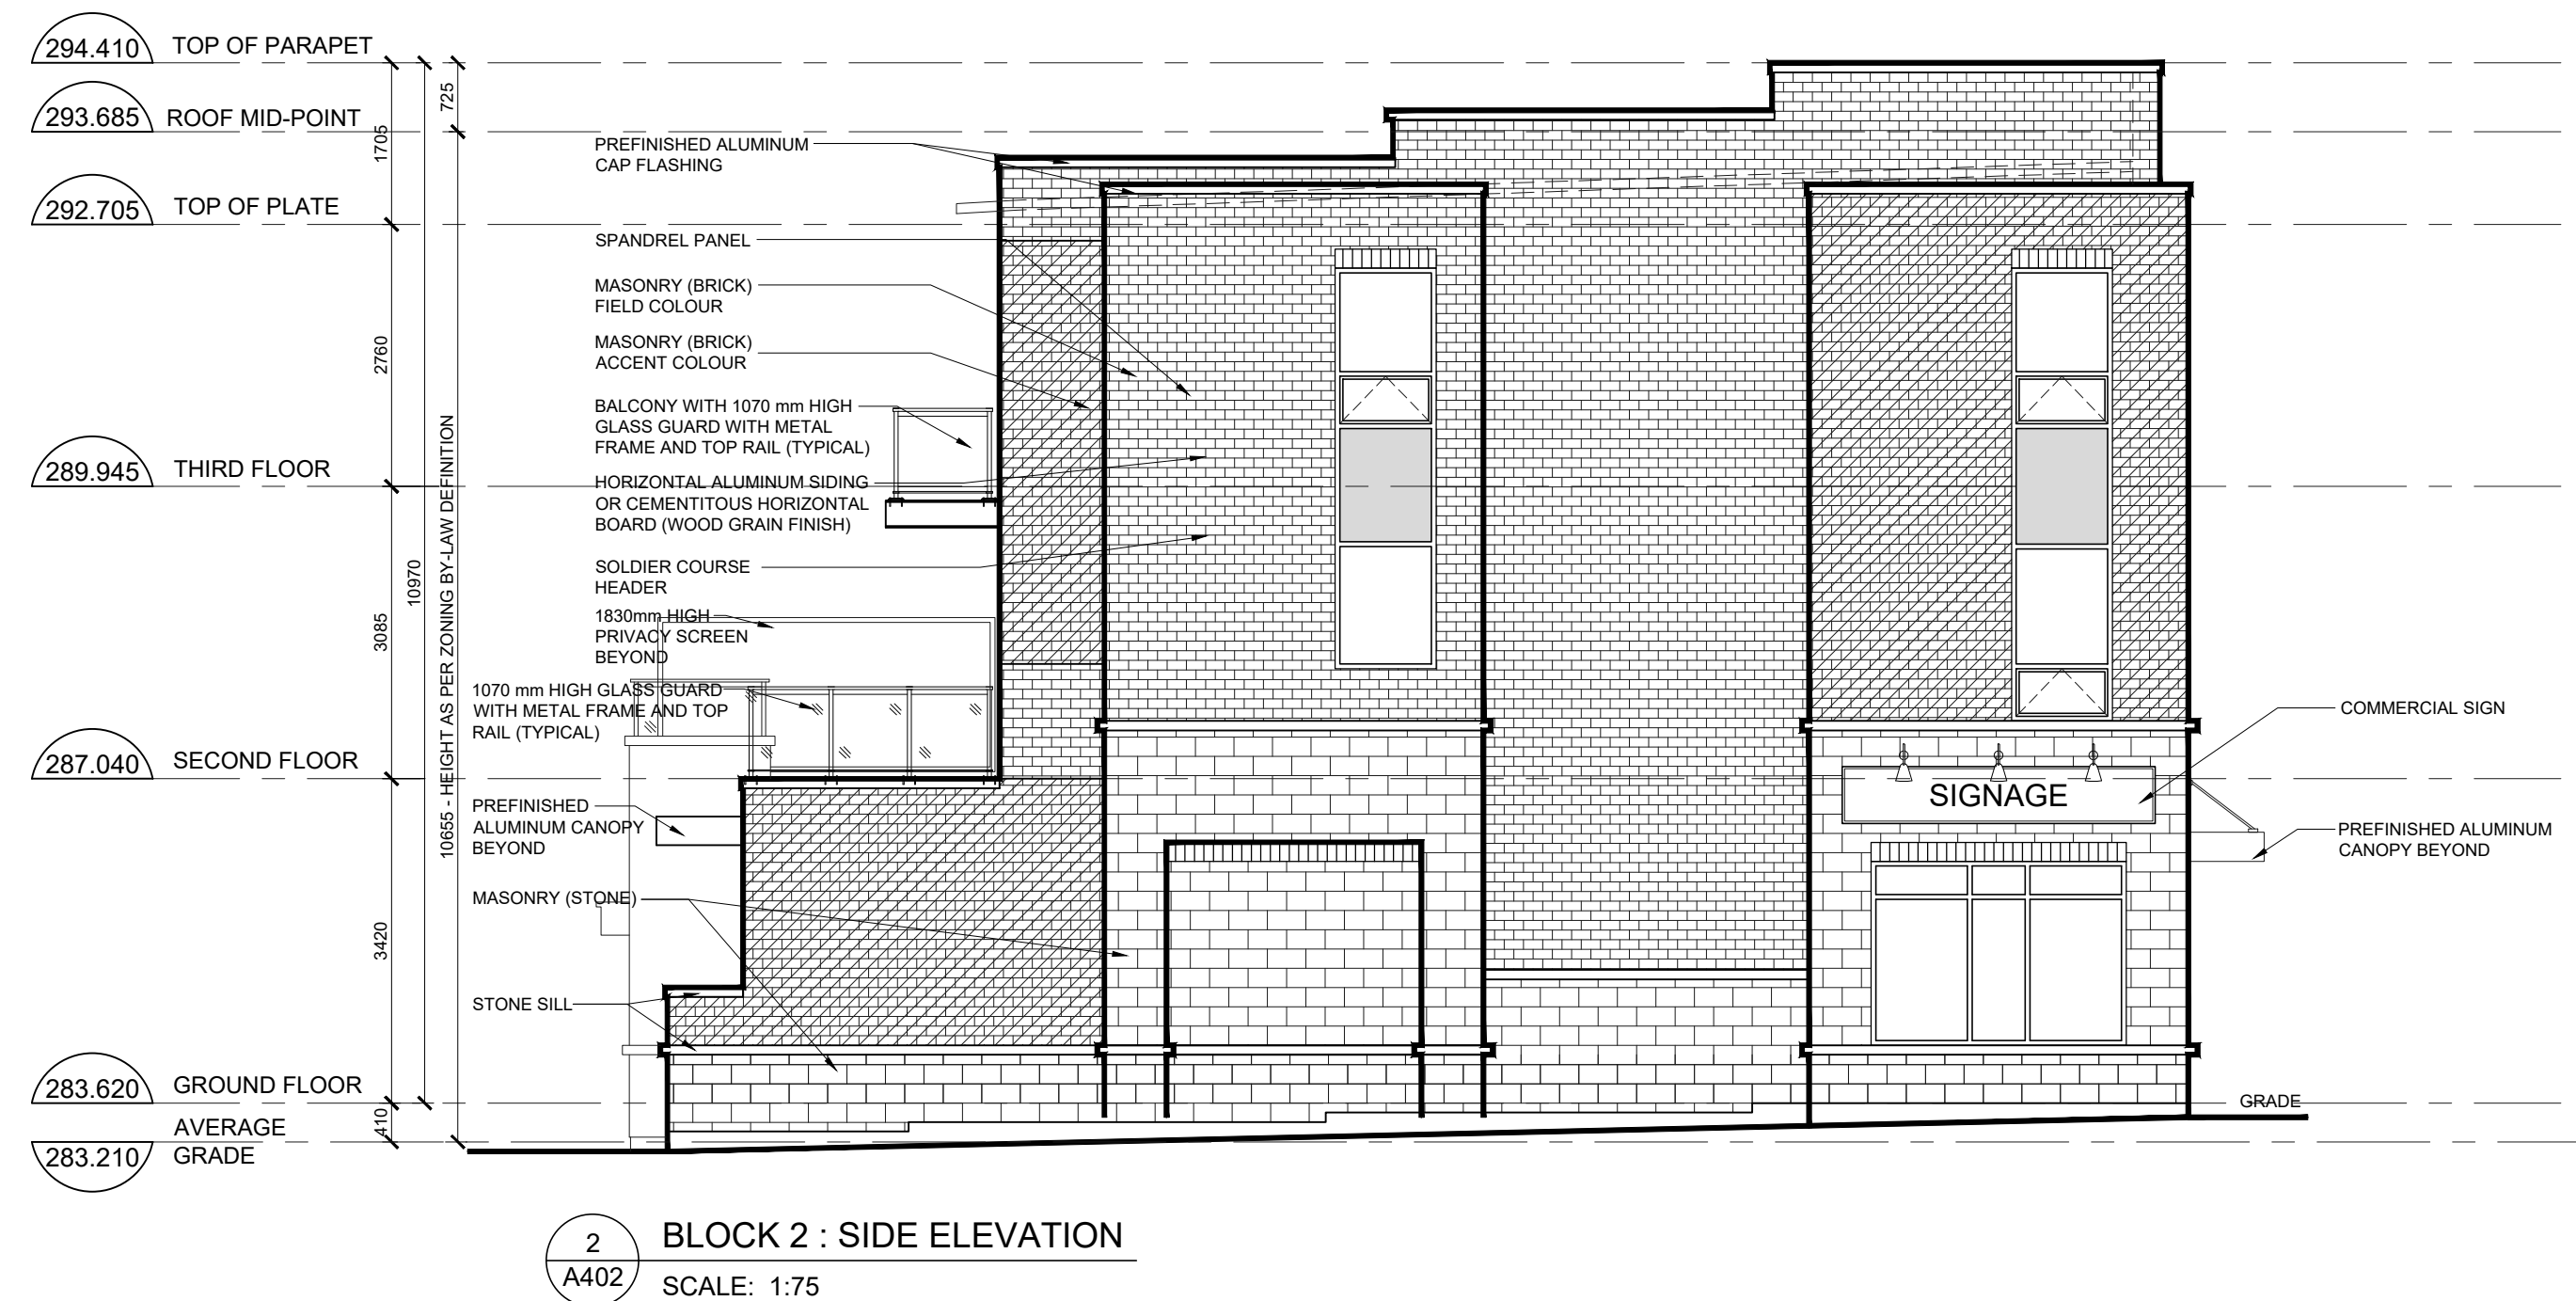 294.410 TOP OF PARAPET
725
293.685 ROOF MID-POINT
1705
PREFINISHED ALUMINUM
CAP FLASHING
292.705 TOP OF PLATE
SPANDREL PANEL
MASONRY (BRICK)
FIELD COLOUR
MASONRY (BRICK)
ACCENT COLOUR
2760
BALCONY WITH 1070 mm HIGH
GLASS GUARD WITH METAL
FRAME AND TOP RAIL (TYPICAL)
289.945 THIRD FLOOR
HORIZONTAL ALUMINUM SIDING
OR CEMENTITOUS HORIZONTAL
BOARD (WOOD GRAIN FINISH)
SOLDIER COURSE
HEADER
10970
10655 - HEIGHT AS PER ZONING BY-LAW DEFINITION
3085
1830mm HIGH
PRIVACY SCREEN
BEYOND
1070 mm HIGH GLASS GUARD
WITH METAL FRAME AND TOP
RAIL (TYPICAL)
COMMERCIAL SIGN
287.040 SECOND FLOOR
SIGNAGE
PREFINISHED
ALUMINUM CANOPY
BEYOND
PREFINISHED ALUMINUM
CANOPY BEYOND
MASONRY (STONE)
3420
STONE SILL
283.620 GROUND FLOOR
GRADE
410
AVERAGE
GRADE
283.210
2
A402
BLOCK 2 : SIDE ELEVATION
SCALE: 1:75